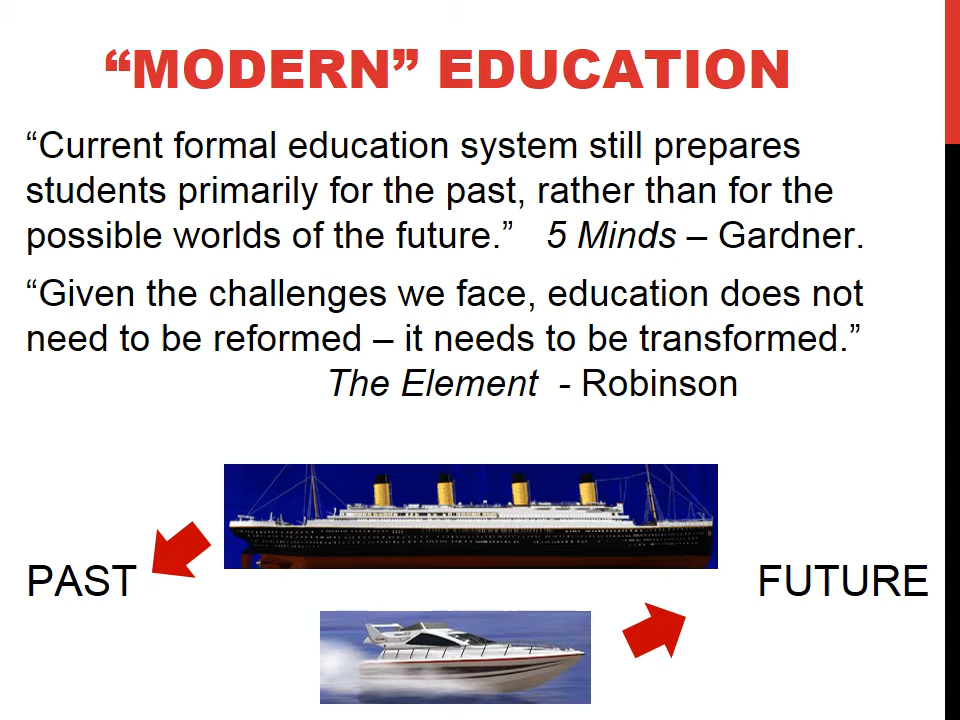 “MODERN” EDUCATION
“Current formal education system still prepares
students primarily for the past, rather than for the
possible worlds of the future.”   5 Minds – Gardner.
“Given the challenges we face, education does not
need to be reformed – it needs to be transformed.”
The Element  - Robinson
PAST
FUTURE